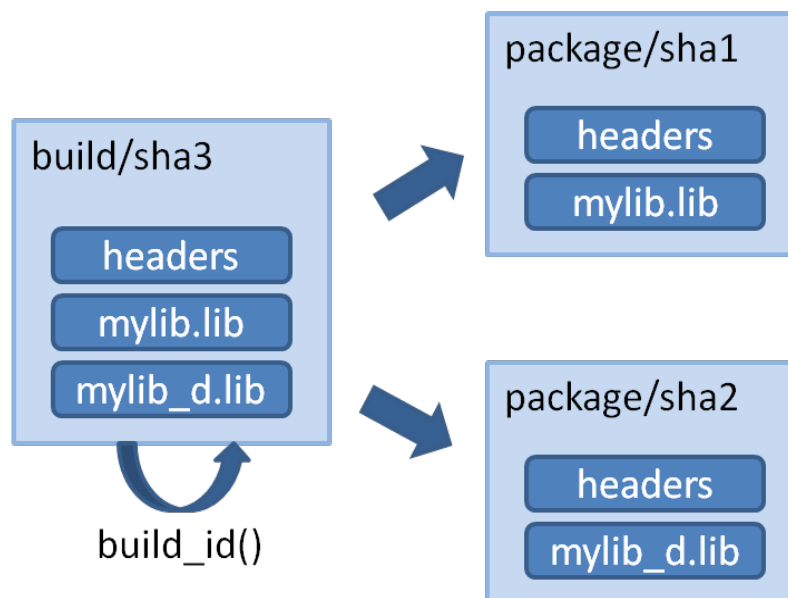 build/sha3
headers
mylib.lib
mylib_d.lib
build_id()
package/sha1
headers
mylib.lib
package/sha2
headers
mylib_d.lib